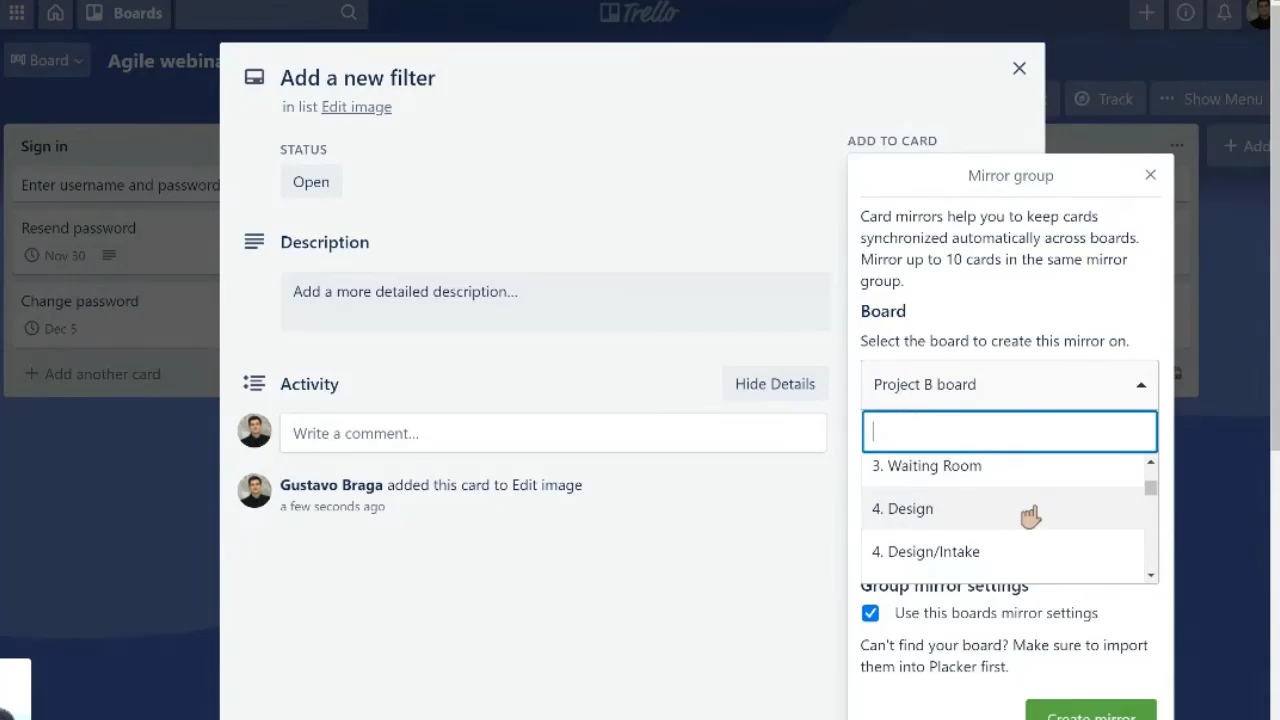 Boards
Trello
Board
Agile webina
Track
Show Menu
Sign in
Enter username and password
Resend password
Nov 30
Change password
Dec 5
Add another card
Add
Add a new filter
in list Edit image
STATUS
Open
Description
Add a more detailed description…
Activity
Hide Details
Write a comment…
Gustavo Braga added this card to Edit image
a few seconds ago
ADD TO CARD
Mirror group
Card mirrors help you to keep cards
synchronized automatically across boards.
Mirror up to 10 cards in the same mirror
group.
Board
Select the board to create this mirror on.
Project B board
3. Waiting Room
4. Design
4. Design/Intake
Group mirror settings
Use this boards mirror settings
Can't find your board? Make sure to import
them into Placker first.
Create mirror